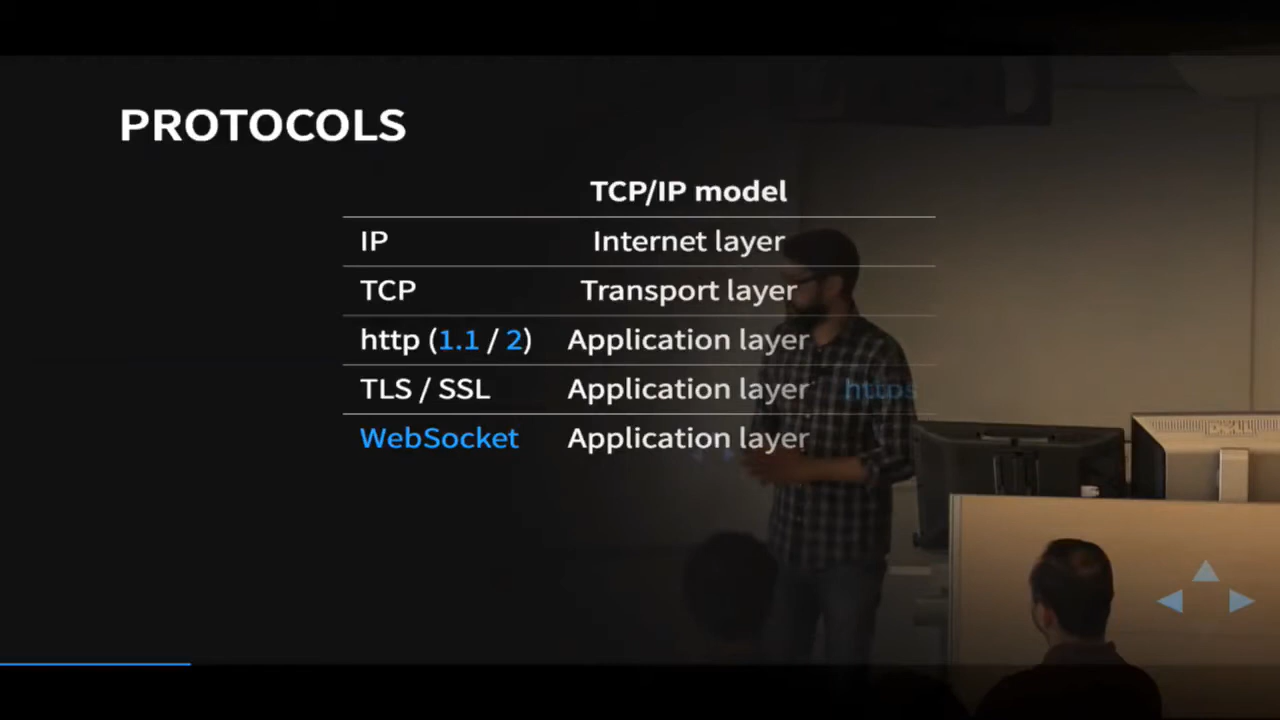 PROTOCOLS
TCP/IP model
IP Internet layer
TCP Transport layer
http (1.1 / 2) Application layer
TLS / SSL Application layer https
WebSocket Application layer
DELL